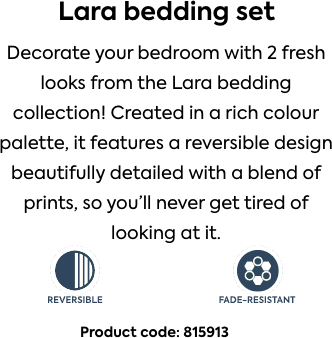 Lara bedding set
Decorate your bedroom with 2 fresh
looks from the Lara bedding
collection! Created in a rich colour
palette, it features a reversible design
beautifully detailed with a blend of
prints, so you’ll never get tired of
looking at it.
REVERSIBLE
FADE-RESISTANT
Product code: 815913